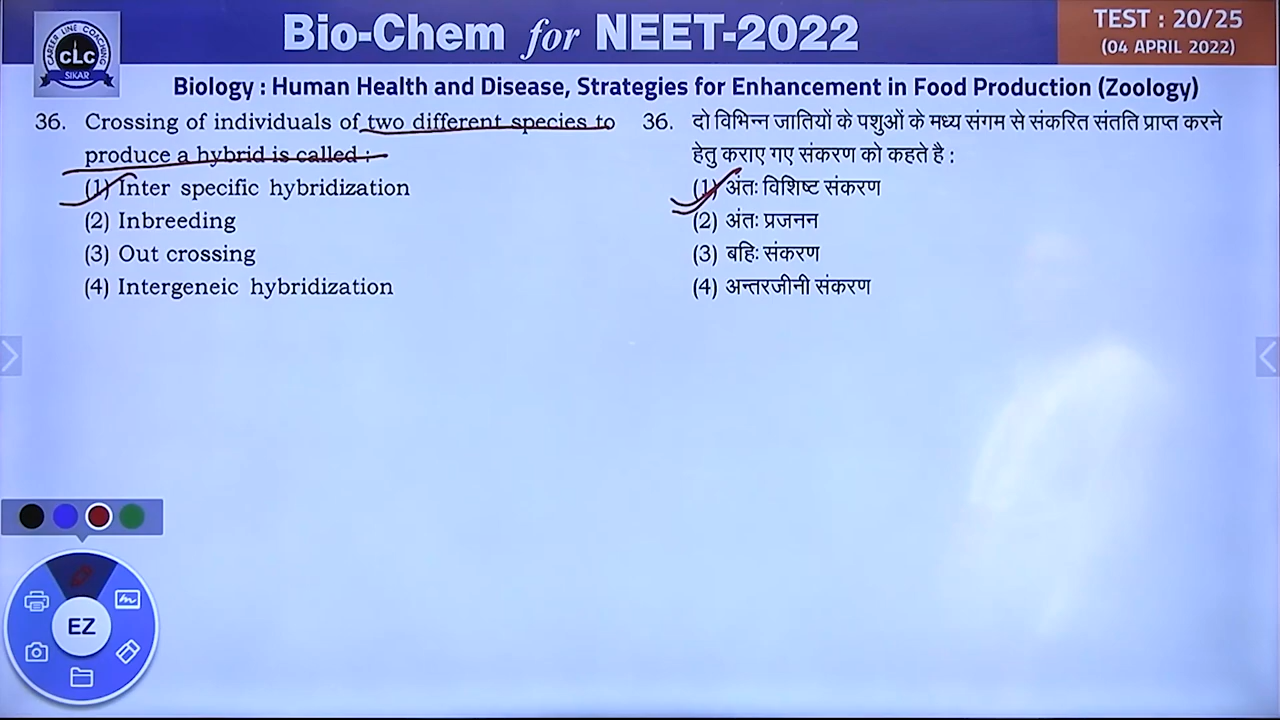 CAREER LINE COACHING
CLC
SIKAR
Bio-Chem for NEET-2022
TEST : 20/25
(04 APRIL 2022)
Biology : Human Health and Disease, Strategies for Enhancement in Food Production (Zoology)
36. Crossing of individuals of two different species to
produce a hybrid is called :
(1) Inter specific hybridization
(2) Inbreeding
(3) Out crossing
(4) Intergeneic hybridization
36. दो विभिन्न जातियों के पशुओं के मध्य संगम से संकरित संतति प्राप्त करने
हेतु कराए गए संकरण को कहते है :
(1) अंतः विशिष्ट संकरण
(2) अंतः प्रजनन
(3) बहिः संकरण
(4) अन्तरजीनी संकरण
EZ